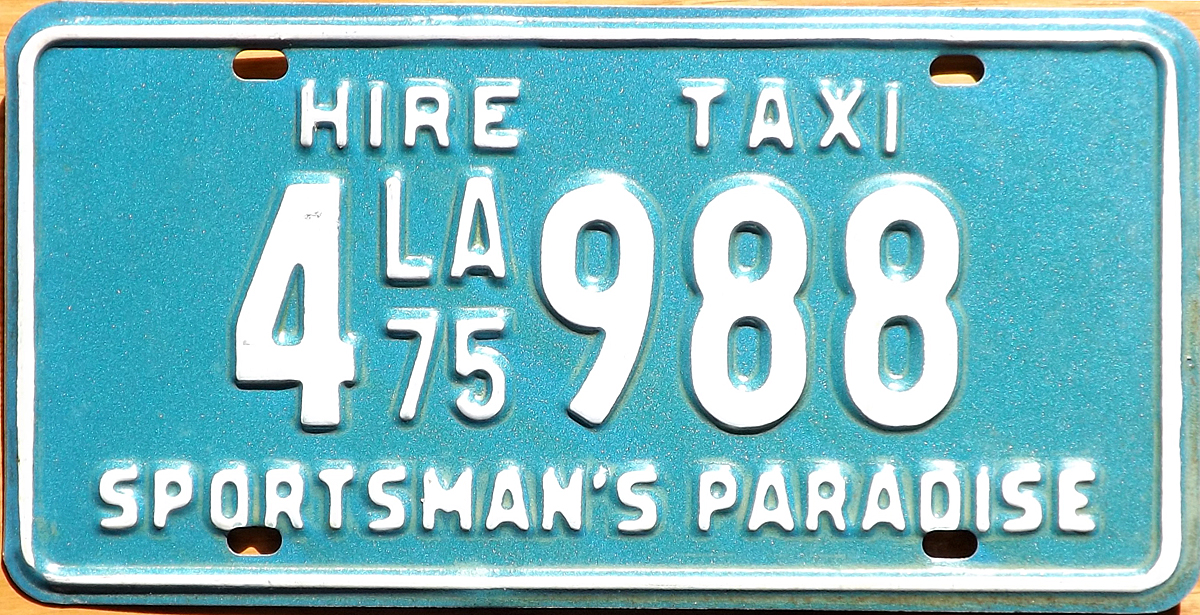 HIRE TAXI
4 LA 75 988
SPORTSMAN'S PARADISE